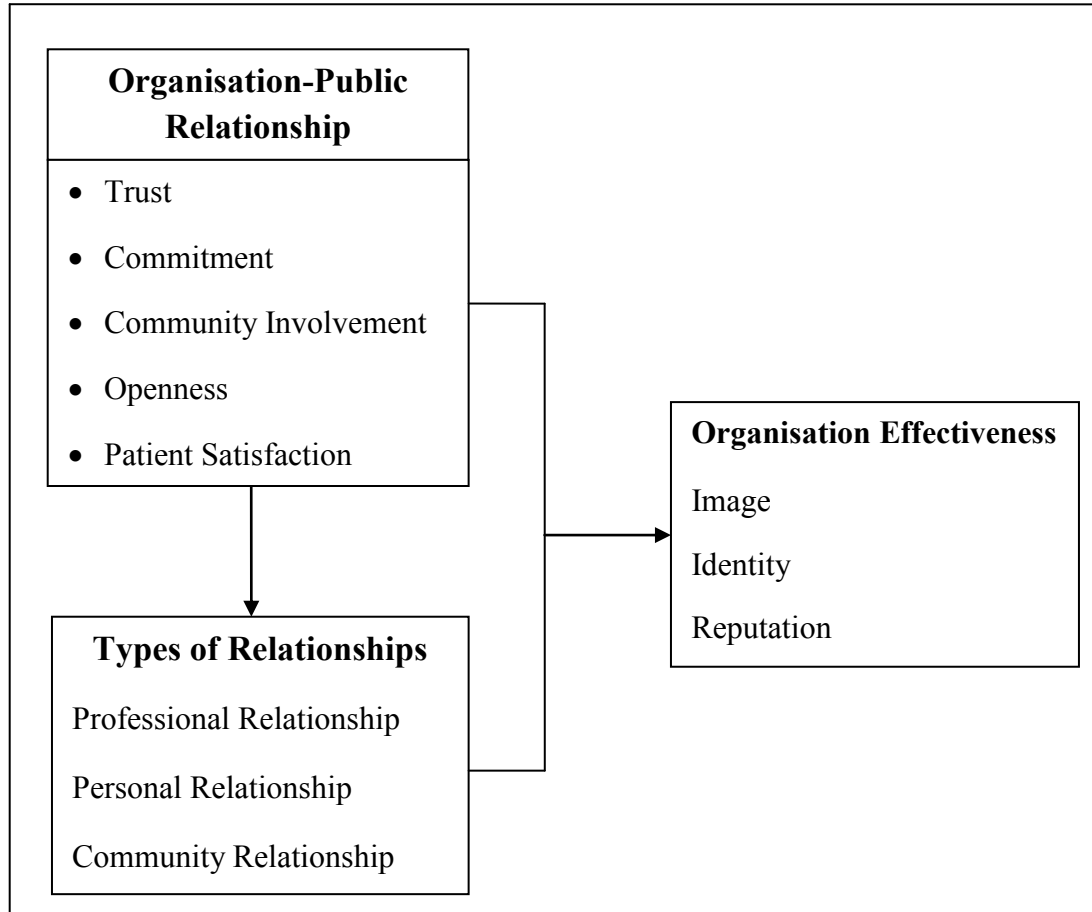 Organisation-Public
Relationship
• Trust
• Commitment
• Community Involvement
• Openness
• Patient Satisfaction
Organisation Effectiveness
Image
Identity
Reputation
Types of Relationships
Professional Relationship
Personal Relationship
Community Relationship